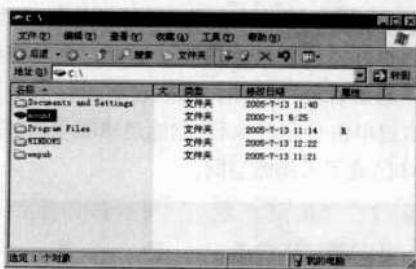 C:\
文件(F) 编辑(E) 查看(V) 收藏(A) 工具(T) 帮助(H)
后退 搜索 文件夹
地址(D) C:\ 转到
名称 大. 类型 修改日期 属性
Documents and Settings 文件夹 2005-7-13 11:40
mount 文件夹 2000-1-1 6:25
Program Files 文件夹 2005-7-13 11:14 R
WINDOWS 文件夹 2005-7-13 12:22
wmpub 文件夹 2005-7-13 11:21
选定 1 个对象 我的电脑